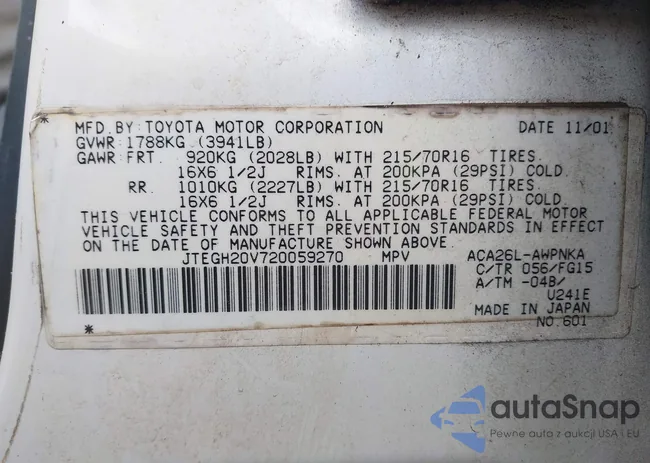 MFD. BY: TOYOTA MOTOR CORPORATION DATE 11/01
GVWR: 1788KG (3941LB)
GAWR: FRT. 920KG (2028LB) WITH 215/70R16 TIRES.
16X6 1/2J RIMS. AT 200KPA (29PSI) COLD.
RR. 1010KG (2227LB) WITH 215/70R16 TIRES.
16X6 1/2J RIMS. AT 200KPA (29PSI) COLD.
THIS VEHICLE CONFORMS TO ALL APPLICABLE FEDERAL MOTOR
VEHICLE SAFETY AND THEFT PREVENTION STANDARDS IN EFFECT
ON THE DATE OF MANUFACTURE SHOWN ABOVE.
JTEGH20V720059270 MPV ACA26L-AWPNKA
C/TR 056/FG15
A/TM -04B/
U241E
MADE IN JAPAN
NO.601
autoSnap
Pewne auto z aukcji USA i EU